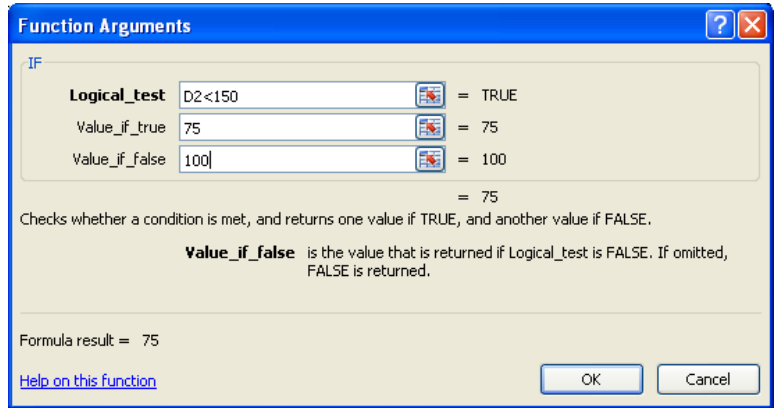 Function Arguments
IF
Logical_test D2<150 = TRUE
Value_if_true 75 = 75
Value_if_false 100 = 100
= 75
Checks whether a condition is met, and returns one value if TRUE, and another value if FALSE.
Value_if_false is the value that is returned if Logical_test is FALSE. If omitted,
FALSE is returned.
Formula result = 75
Help on this function OK Cancel